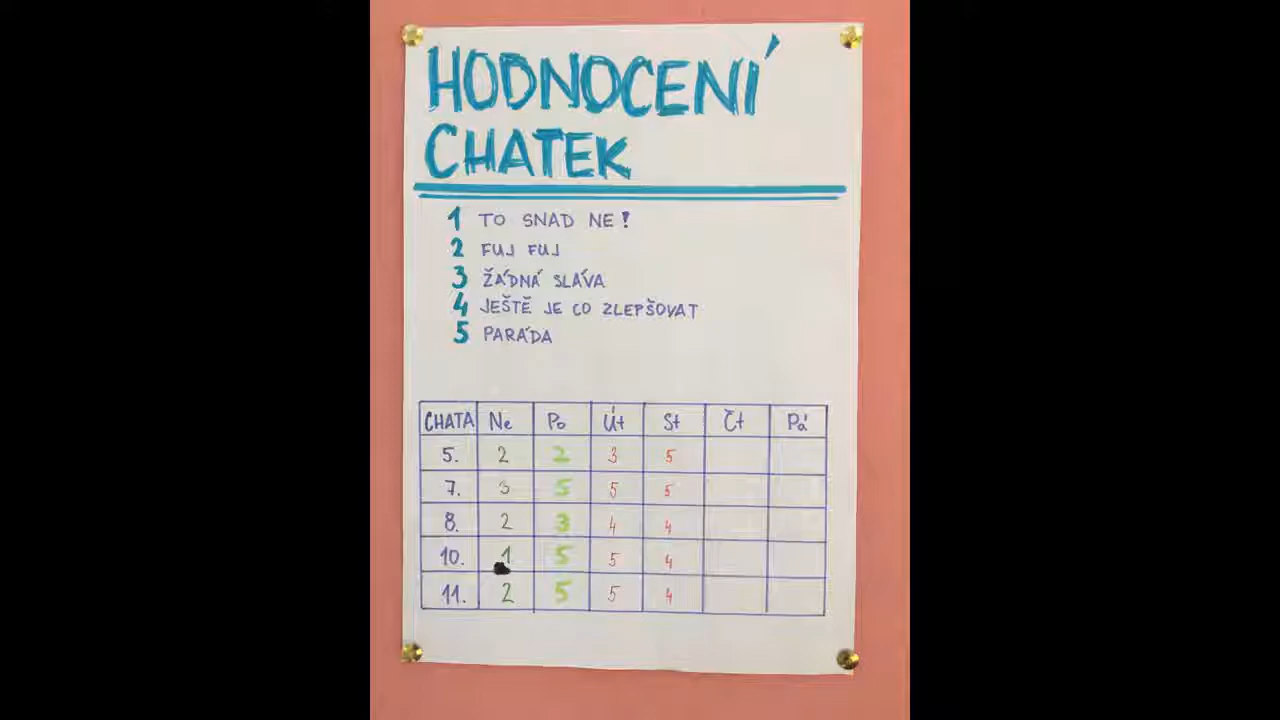 HODNOCENÍ
CHATEK
1 TO SNAD NE!
2 FUJ FUJ
3 ŽÁDNÁ SLÁVA
4 JEŠTĚ JE CO ZLEPŠOVAT
5 PARÁDA
CHATA Ne Po Út St Čt Pá
5. 2 2 3 5
7. 3 5 5 5
8. 2 3 4 4
10. 1 5 5 4
11. 2 5 5 4